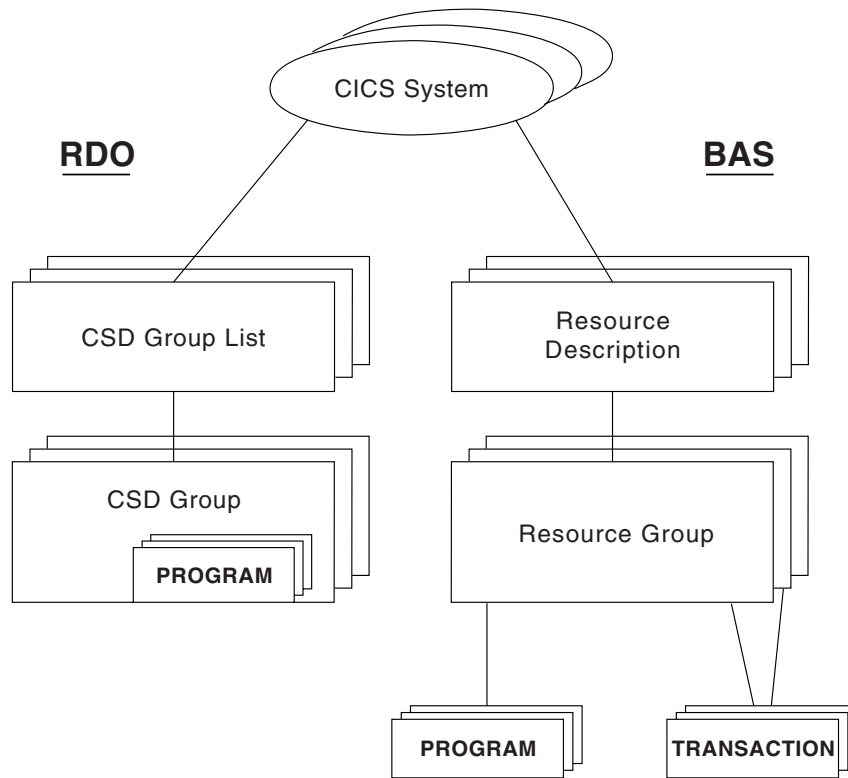 CICS System
RDO
BAS
CSD Group List
Resource
Description
CSD Group
PROGRAM
Resource Group
PROGRAM
TRANSACTION